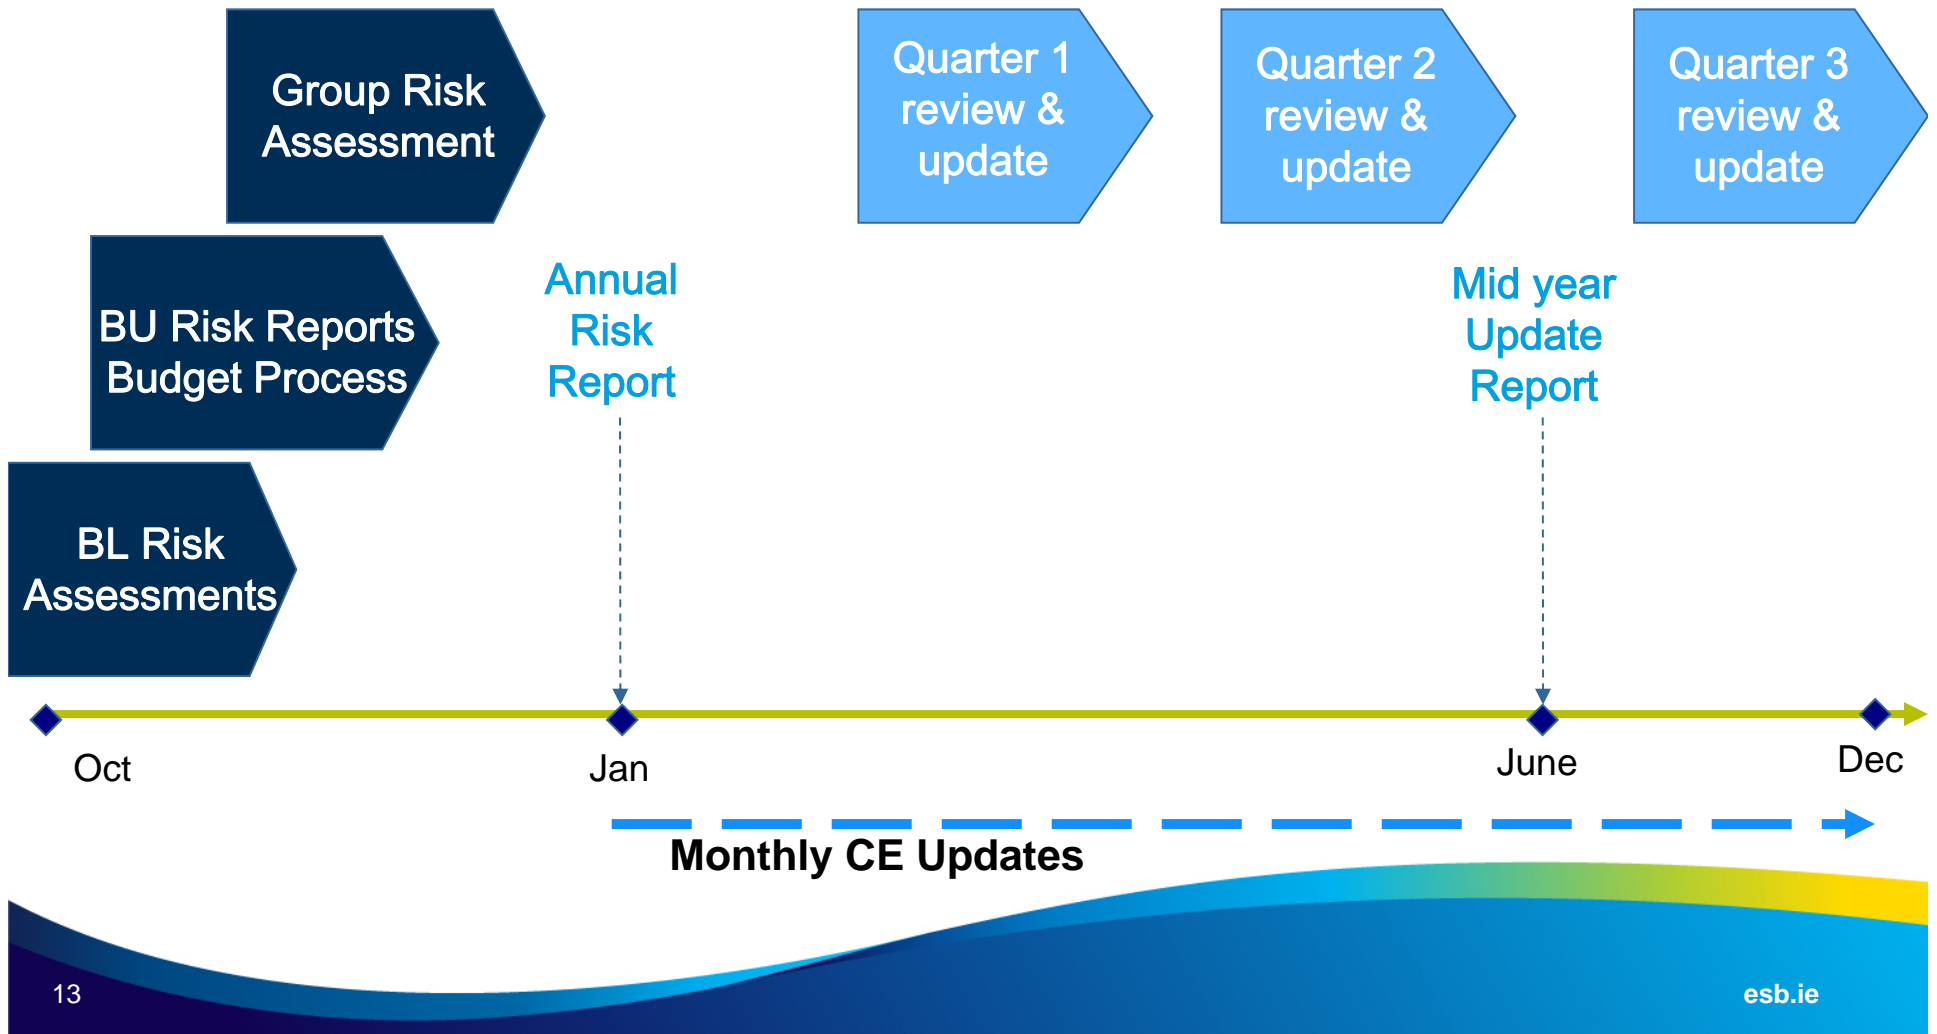 Group Risk
Assessment
Quarter 1
review &
update
Quarter 2
review &
update
Quarter 3
review &
update
BU Risk Reports
Budget Process
Annual
Risk
Report
Mid year
Update
Report
BL Risk
Assessments
Oct
Jan
June
Dec
Monthly CE Updates
13
esb.ie